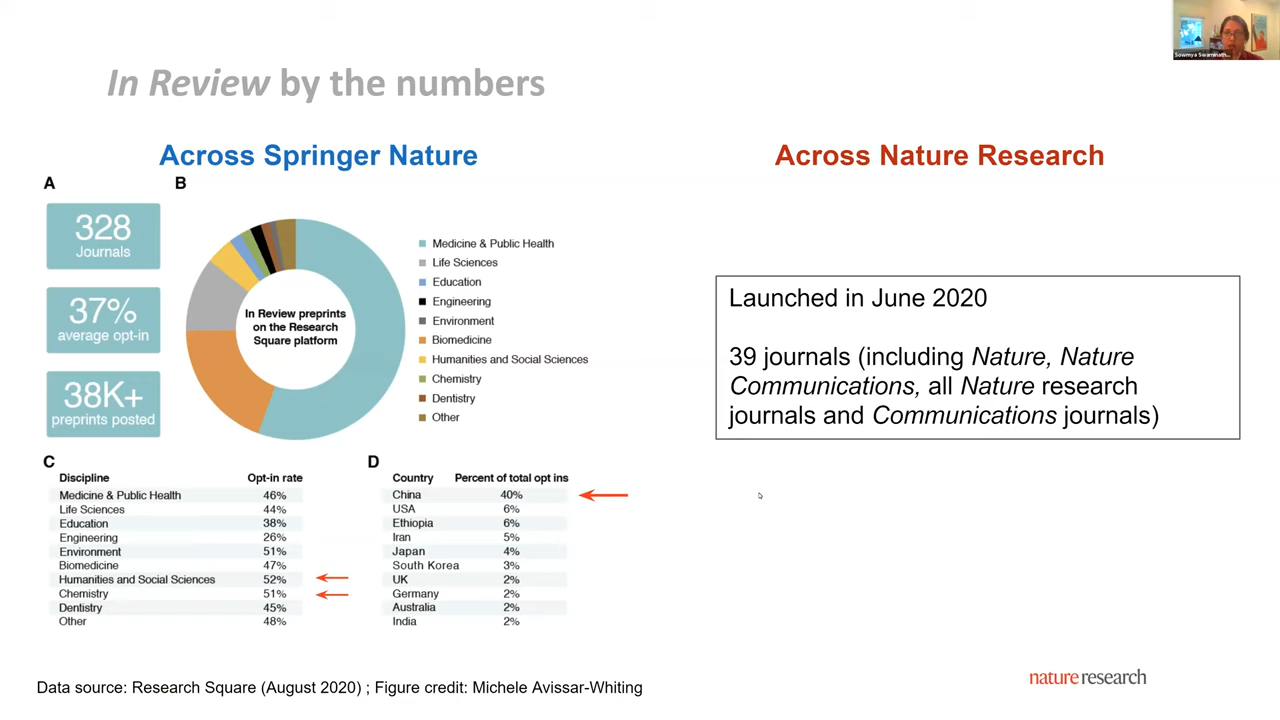 Sowmya Swaminath...
In Review by the numbers
Across Springer Nature
Across Nature Research
A
B
328
Journals
37%
average opt-in
38K+
preprints posted
In Review preprints
on the Research
Square platform
Medicine & Public Health
Life Sciences
Education
Engineering
Environment
Biomedicine
Humanities and Social Sciences
Chemistry
Dentistry
Other
Launched in June 2020
39 journals (including Nature, Nature
Communications, all Nature research
journals and Communications journals)
C
Discipline Opt-in rate
Medicine & Public Health 46%
Life Sciences 44%
Education 38%
Engineering 26%
Environment 51%
Biomedicine 47%
Humanities and Social Sciences 52%
Chemistry 51%
Dentistry 45%
Other 48%
D
Country Percent of total opt ins
China 40%
USA 6%
Ethiopia 6%
Iran 5%
Japan 4%
South Korea 3%
UK 2%
Germany 2%
Australia 2%
India 2%
Data source: Research Square (August 2020) ; Figure credit: Michele Avissar-Whiting
nature research